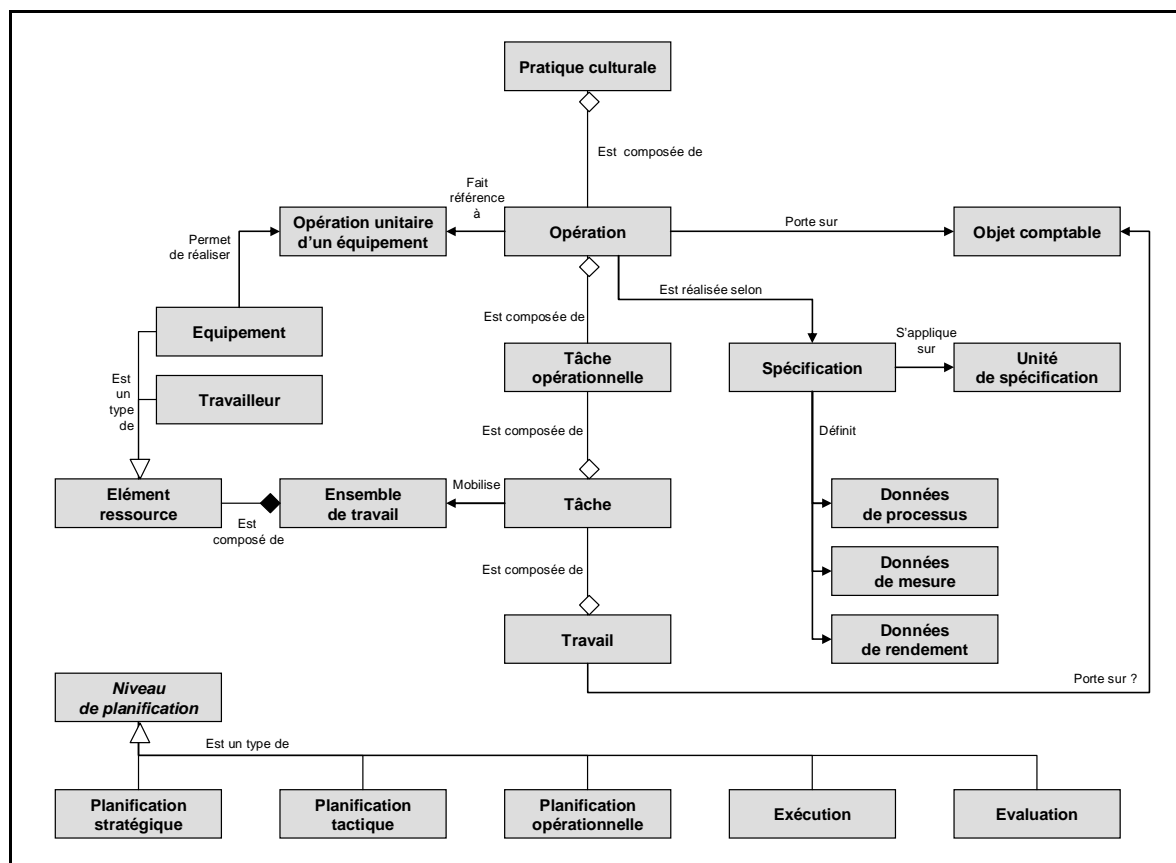 Pratique culturale
Est composée de
Fait
référence
à
Opération unitaire
d'un équipement
Opération
Porte sur
Objet comptable
Permet
de réaliser
Est réalisée selon
Equipement
Est composée de
S'applique
sur
Tâche
opérationnelle
Spécification
Unité
de spécification
Est
un
type
de
Travailleur
Est composée de
Définit
Elément
ressource
Est
composé de
Ensemble
de travail
Mobilise
Tâche
Données
de processus
Est composée de
Données
de mesure
Travail
Données
de rendement
Porte sur ?
Niveau
de planification
Est un type de
Planification
stratégique
Planification
tactique
Planification
opérationnelle
Exécution
Evaluation